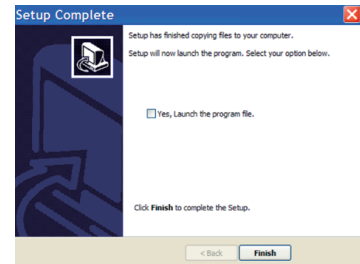 Setup Complete
Setup has finished copying files to your computer.
Setup will now launch the program. Select your option below.
Yes, Launch the program file.
Click Finish to complete the Setup.
< Back
Finish